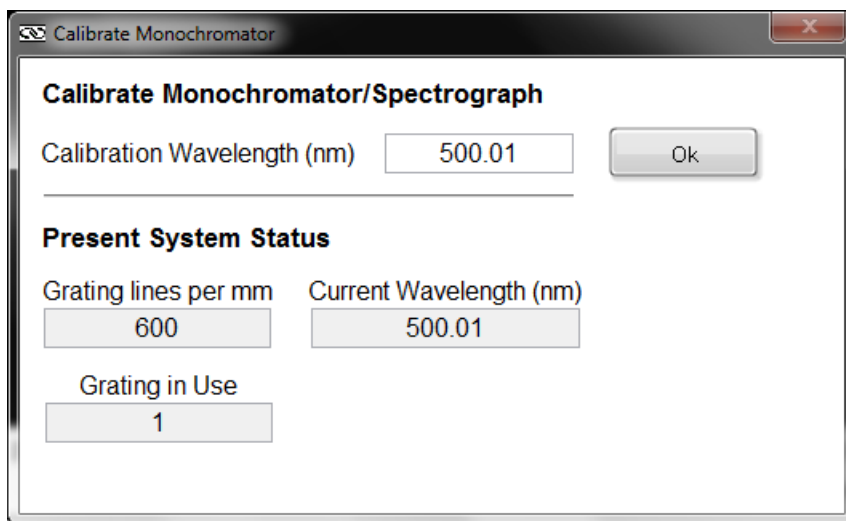 Calibrate Monochromator
Calibrate Monochromator/Spectrograph
Calibration Wavelength (nm) 500.01 Ok
Present System Status
Grating lines per mm Current Wavelength (nm)
600 500.01
Grating in Use
1